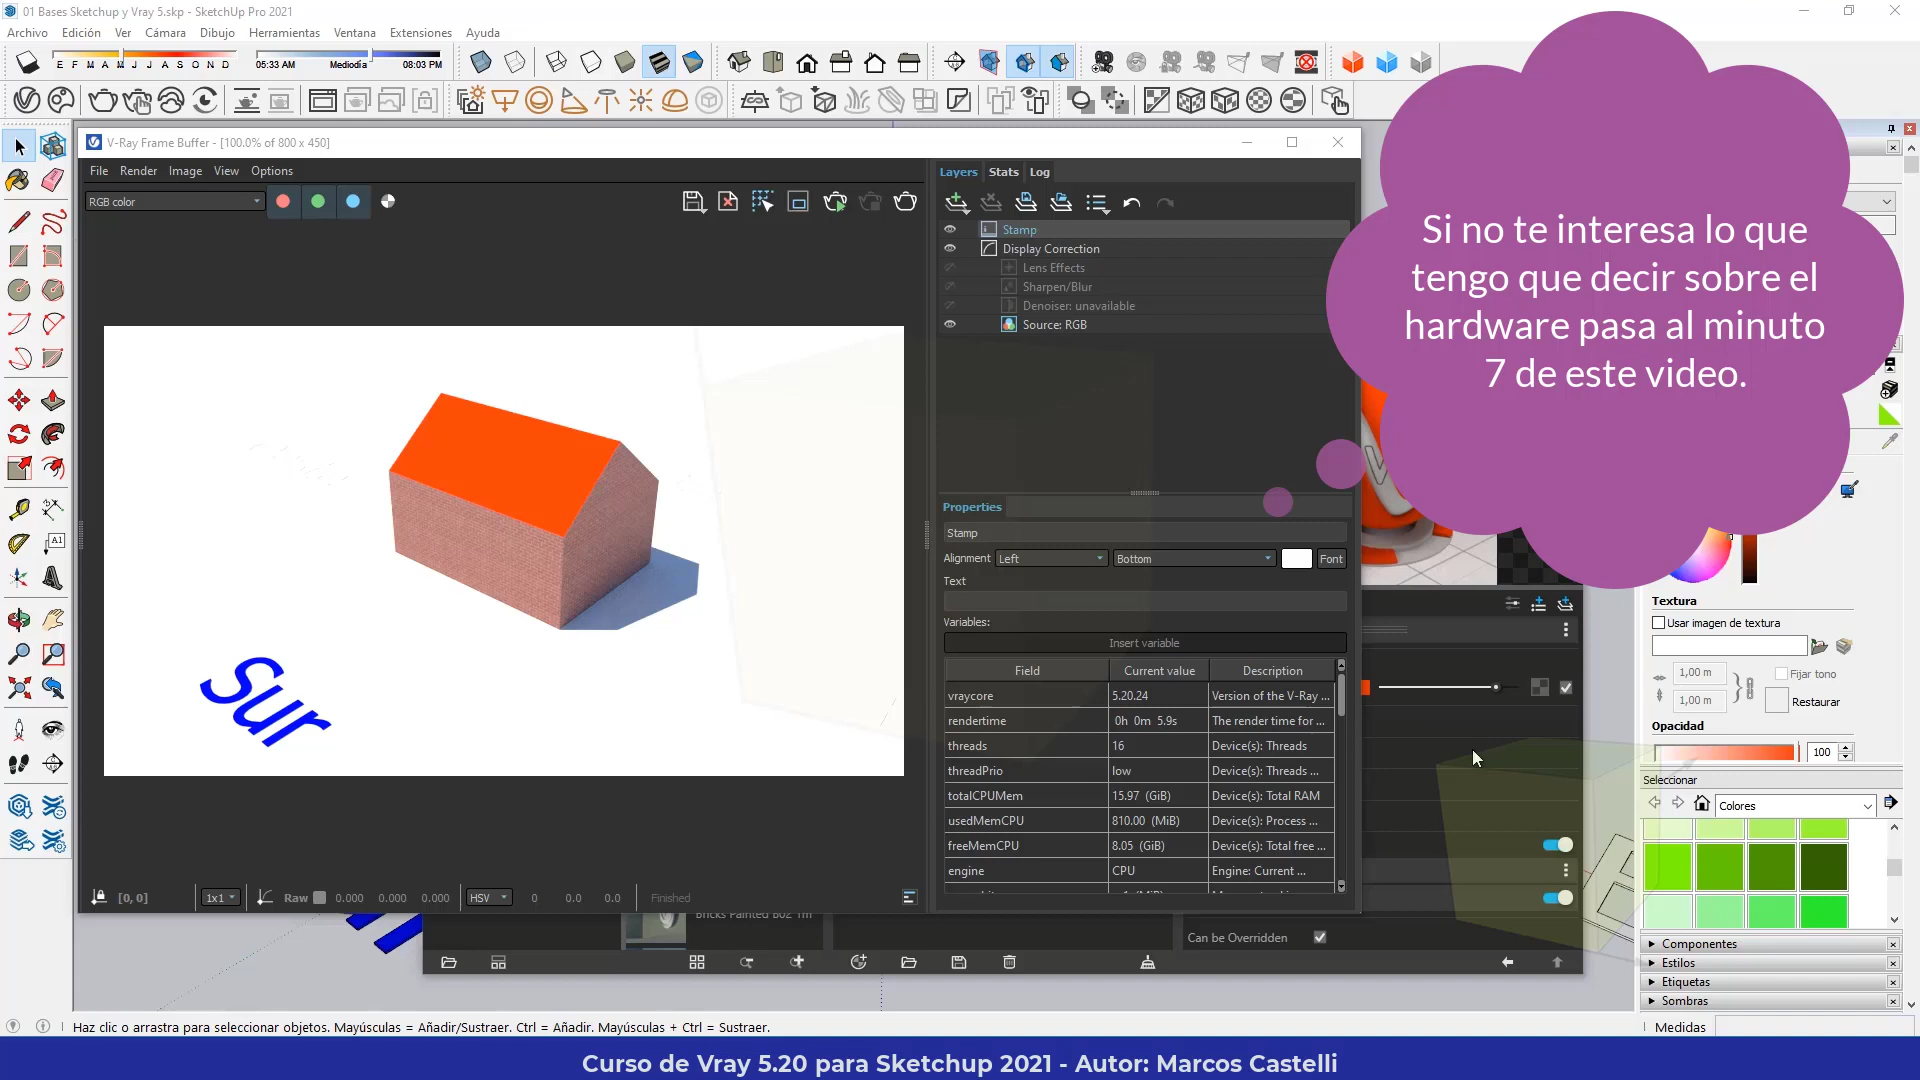 01 Bases Sketchup y Vray 5.skp - SketchUp Pro 2021
Archivo Edición Ver Cámara Dibujo Herramientas Ventana Extensiones Ayuda
E F M A M J J A S O N D
05:33 AM Mediodía 08:03 PM
V-Ray Frame Buffer - [100.0% of 800 x 450]
File Render Image View Options
RGB color
Layers Stats Log
Stamp
Display Correction
Lens Effects
Sharpen/Blur
Denoiser: unavailable
Source: RGB
Si no te interesa lo que
tengo que decir sobre el
hardware pasa al minuto
7 de este video.
Sur
Properties
Stamp
Alignment Left Bottom Font
Text
Variables:
Insert variable
Field Current value Description
vraycore 5.20.24 Version of the V-Ray ...
rendertime 0h 0m 5.9s The render time for ...
threads 16 Device(s): Threads
threadPrio low Device(s): Threads ...
totalCPUMem 15.97 (GiB) Device(s): Total RAM
usedMemCPU 810.00 (MiB) Device(s): Process ...
freeMemCPU 8.05 (GiB) Device(s): Total free ...
engine CPU Engine: Current ...
[0, 0] 1x1 Raw 0.000 0.000 0.000 HSV 0 0.0 0.0 Finished
Bricks Painted B02 1m
Can be Overridden
A1
Textura
Usar imagen de textura
1,00 m
1,00 m
Fijar tono
Restaurar
Opacidad
100
Seleccionar
Colores
Componentes
Estilos
Etiquetas
Sombras
Haz clic o arrastra para seleccionar objetos. Mayúsculas = Añadir/Sustraer. Ctrl = Añadir. Mayúsculas + Ctrl = Sustraer.
Medidas
Curso de Vray 5.20 para Sketchup 2021 - Autor: Marcos Castelli